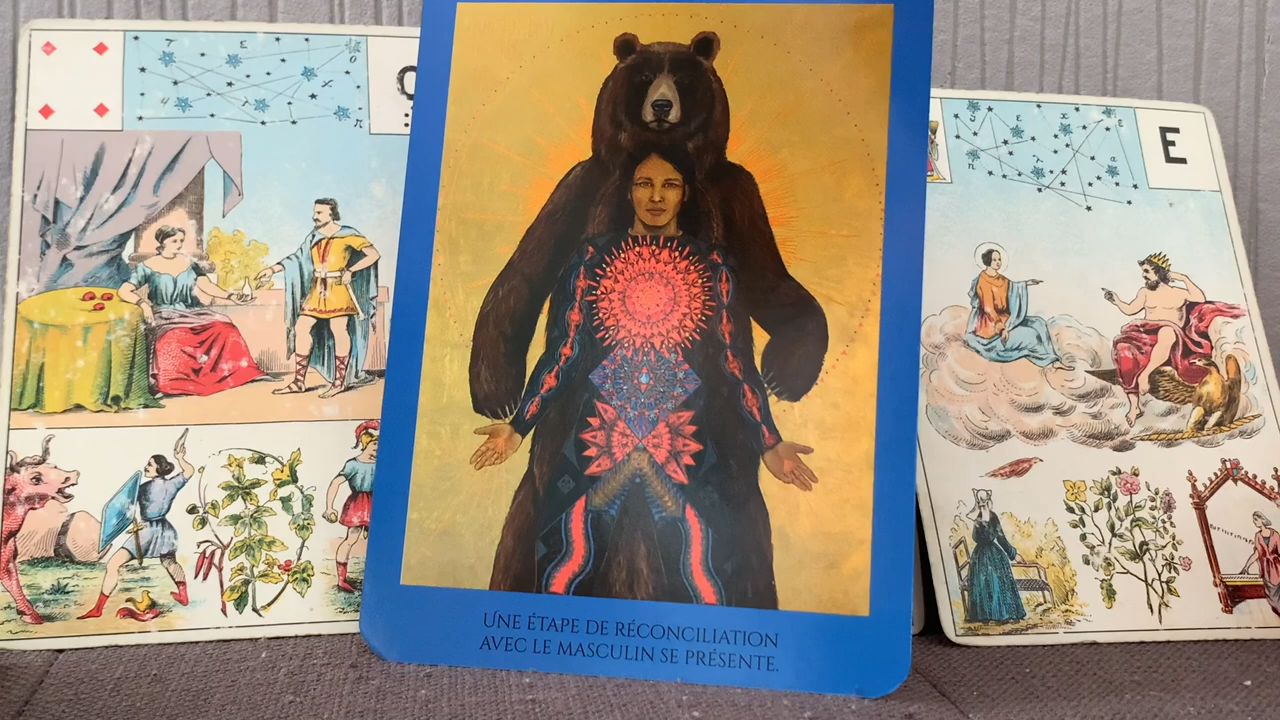 E
UNE ÉTAPE DE RÉCONCILIATION
AVEC LE MASCULIN SE PRÉSENTE.